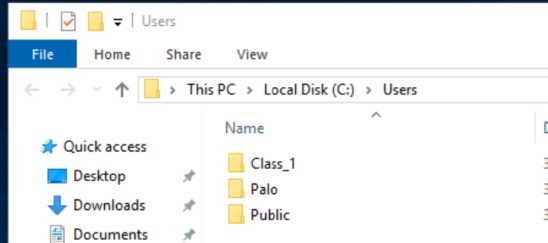 Users
File Home Share View
This PC > Local Disk (C:) > Users
Name
Quick access
Class_1
Desktop
Palo
Downloads
Public
Documents